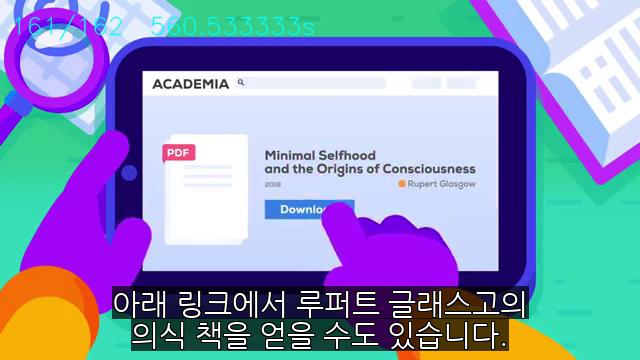 161/162 560.533333s
ACADEMIA
PDF
Minimal Selfhood
and the Origins of Consciousness
2018
Rupert Glasgow
아래 링크에서 루퍼트 글래스고의
의식 책을 얻을 수도 있습니다.